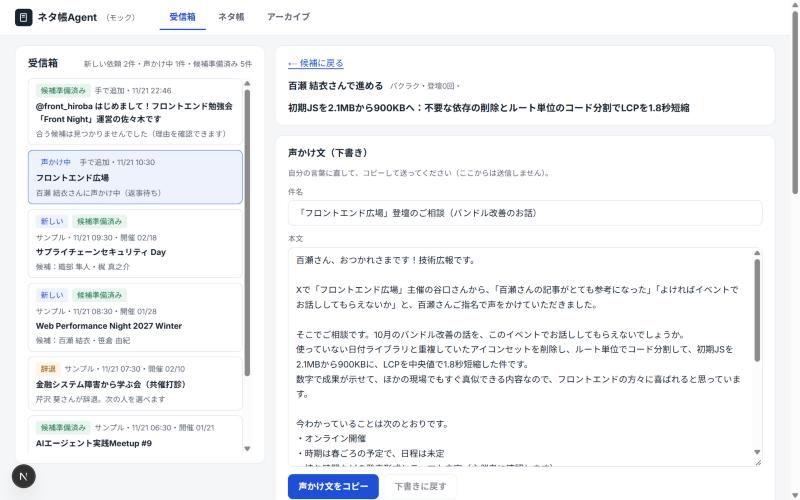 ネタ帳Agent (モック) 受信箱 ネタ帳 アーカイブ
受信箱 新しい依頼 2件・声かけ中 1件・候補準備済み 5件
候補準備済み 手で追加・11/21 22:46
@front_hiroba はじめまして！フロントエンド勉強会
「Front Night」運営の佐々木です
合う候補は見つかりませんでした（理由を確認できます）
声かけ中 手で追加・11/21 10:30
フロントエンド広場
百瀬 結衣さんに声かけ中（返事待ち）
新しい 候補準備済み
サンプル・11/21 09:30・開催 02/18
サプライチェーンセキュリティ Day
候補：織部 隼人・梶 真之介
新しい 候補準備済み
サンプル・11/21 08:30・開催 01/28
Web Performance Night 2027 Winter
候補：百瀬 結衣・笹倉 由紀
辞退 サンプル・11/21 07:30・開催 02/10
金融システム障害から学ぶ会（共催打診）
芹沢 葵さんが辞退。次の人を選べます
候補準備済み サンプル・11/21 06:30・開催 01/21
AIエージェント実践Meetup #9
N
← 候補に戻る
百瀬 結衣さんで進める バクラク・登壇0回・
初期JSを2.1MBから900KBへ：不要な依存の削除とルート単位のコード分割でLCPを1.8秒短縮
声かけ文（下書き）
自分の言葉に直して、コピーして送ってください（ここからは送信しません）。
件名
「フロントエンド広場」登壇のご相談（バンドル改善のお話）
本文
百瀬さん、おつかれさまです！技術広報です。
Xで「フロントエンド広場」主催の谷口さんから、「百瀬さんの記事がとても参考になった」「よければイベントで
お話ししてもらえないか」と、百瀬さんご指名で声をかけていただきました。
そこでご相談です。10月のバンドル改善の話を、このイベントでお話ししてもらえないでしょうか。
使っていない日付ライブラリと重複していたアイコンセットを削除し、ルート単位でコード分割して、初期JSを
2.1MBから900KBに、LCPを中央値で1.8秒短縮した件です。
数字で成果が示せて、ほかの現場でもすぐ真似できる内容なので、フロントエンドの方々に喜ばれると思っていま
す。
今わかっていることは次のとおりです。
・オンライン開催
・時期は春ごろの予定で、日程は未定
声かけ文をコピー 下書きに戻す